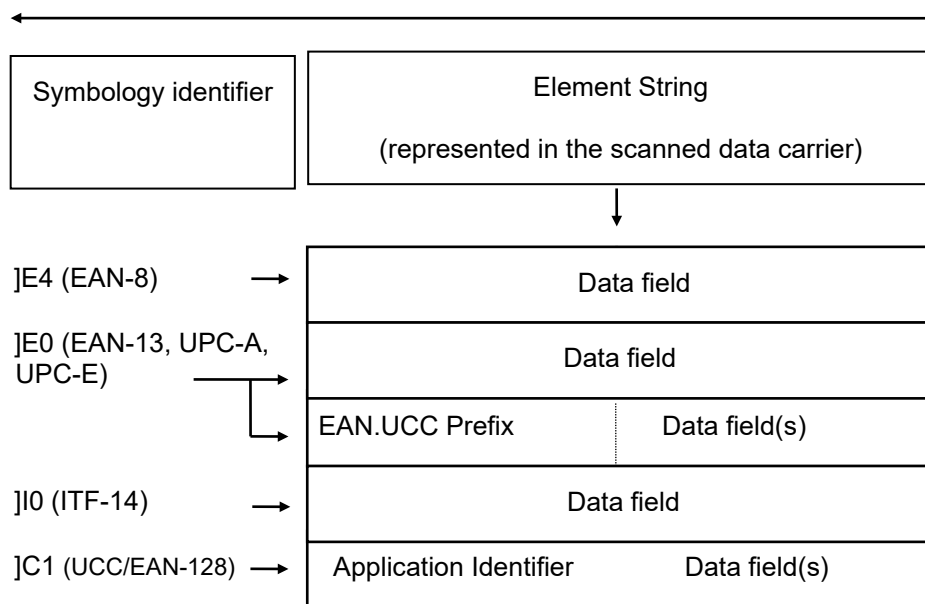 Symbology identifier
Element String
(represented in the scanned data carrier)
]E4 (EAN-8)
Data field
]E0 (EAN-13, UPC-A,
UPC-E)
Data field
EAN.UCC Prefix Data field(s)
]I0 (ITF-14)
Data field
]C1 (UCC/EAN-128)
Application Identifier Data field(s)